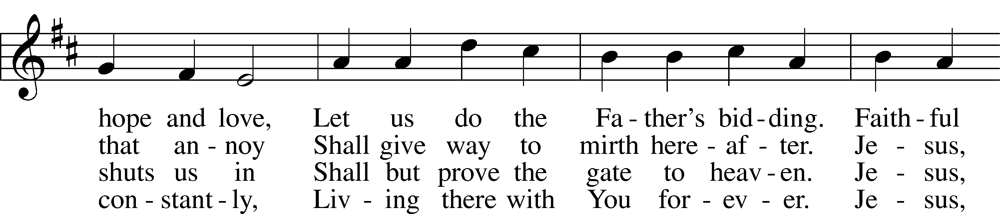 hope and love, Let us do the Fa - ther's bid - ding. Faith - ful
that an - noy Shall give way to mirth here - af - ter. Je - sus,
shuts us in Shall but prove the gate to heav - en. Je - sus,
con - stant - ly, Liv - ing there with You for - ev - er. Je - sus,